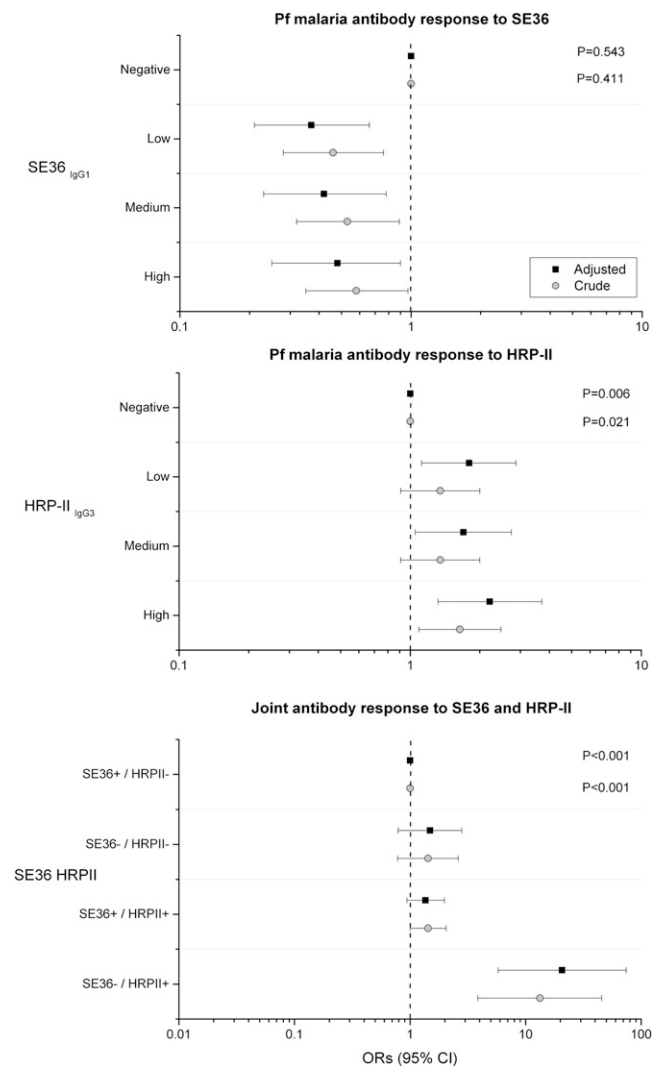 Pf malaria antibody response to SE36
Negative
P=0.543
P=0.411
Low
SE36 IgG1
Medium
High
Adjusted
Crude
0.1 1 10
Pf malaria antibody response to HRP-II
Negative
P=0.006
P=0.021
Low
HRP-II IgG3
Medium
High
0.1 1 10
Joint antibody response to SE36 and HRP-II
SE36+ / HRPII-
P<0.001
P<0.001
SE36- / HRPII-
SE36 HRPII
SE36+ / HRPII+
SE36- / HRPII+
0.01 0.1 1 10 100
ORs (95% CI)